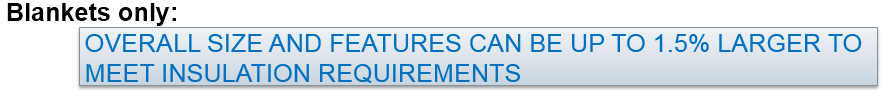 Blankets only:
OVERALL SIZE AND FEATURES CAN BE UP TO 1.5% LARGER TO
MEET INSULATION REQUIREMENTS